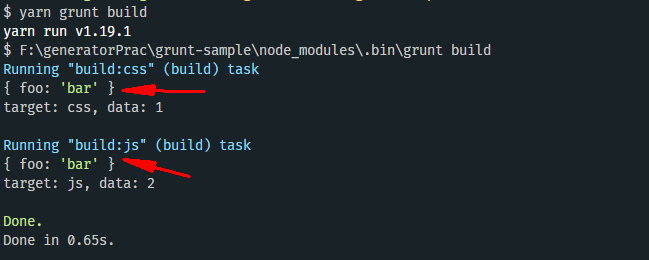 $ yarn grunt build
yarn run v1.19.1
$ F:\generatorPrac\grunt-sample\node_modules\.bin\grunt build
Running "build:css" (build) task
{ foo: 'bar' }
target: css, data: 1
Running "build:js" (build) task
{ foo: 'bar' }
target: js, data: 2
Done.
Done in 0.65s.